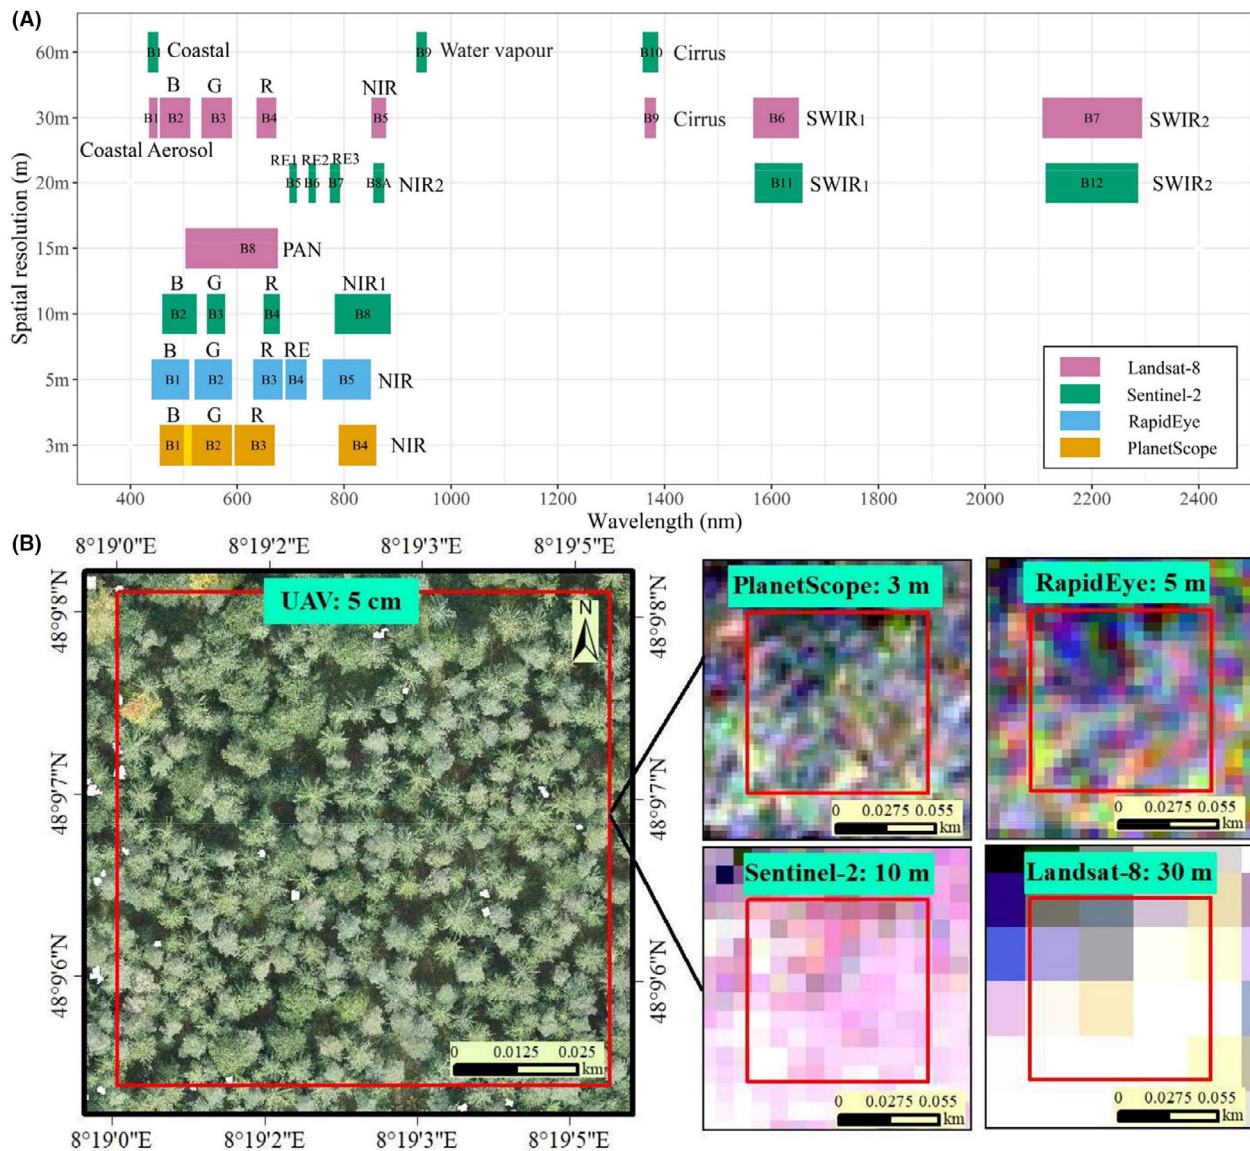 (A)
Spatial resolution (m)
60m
B1 Coastal B9 Water vapour B10 Cirrus
B G R NIR
30m
B1 B2 B3 B4 B5 B9 Cirrus B6 SWIR1 B7 SWIR2
Coastal Aerosol
RE1 RE2 RE3
20m
B5 B6 B7 B8A NIR2 B11 SWIR1 B12 SWIR2
15m
B8 PAN
B G R NIR1
10m
B2 B3 B4 B8
B G R RE
5m
B1 B2 B3 B4 B5 NIR
B G R
3m
B1 B2 B3 B4 NIR
Landsat-8
Sentinel-2
RapidEye
PlanetScope
400 600 800 1000 1200 1400 1600 1800 2000 2200 2400
Wavelength (nm)
(B)
8°19'0"E 8°19'2"E 8°19'3"E 8°19'5"E
48°9'8"N
48°9'7"N
48°9'6"N
UAV: 5 cm
N
0 0.0125 0.025
km
48°9'8"N
48°9'7"N
48°9'6"N
8°19'0"E 8°19'2"E 8°19'3"E 8°19'5"E
PlanetScope: 3 m
0 0.0275 0.055
km
RapidEye: 5 m
0 0.0275 0.055
km
Sentinel-2: 10 m
0 0.0275 0.055
km
Landsat-8: 30 m
0 0.0275 0.055
km